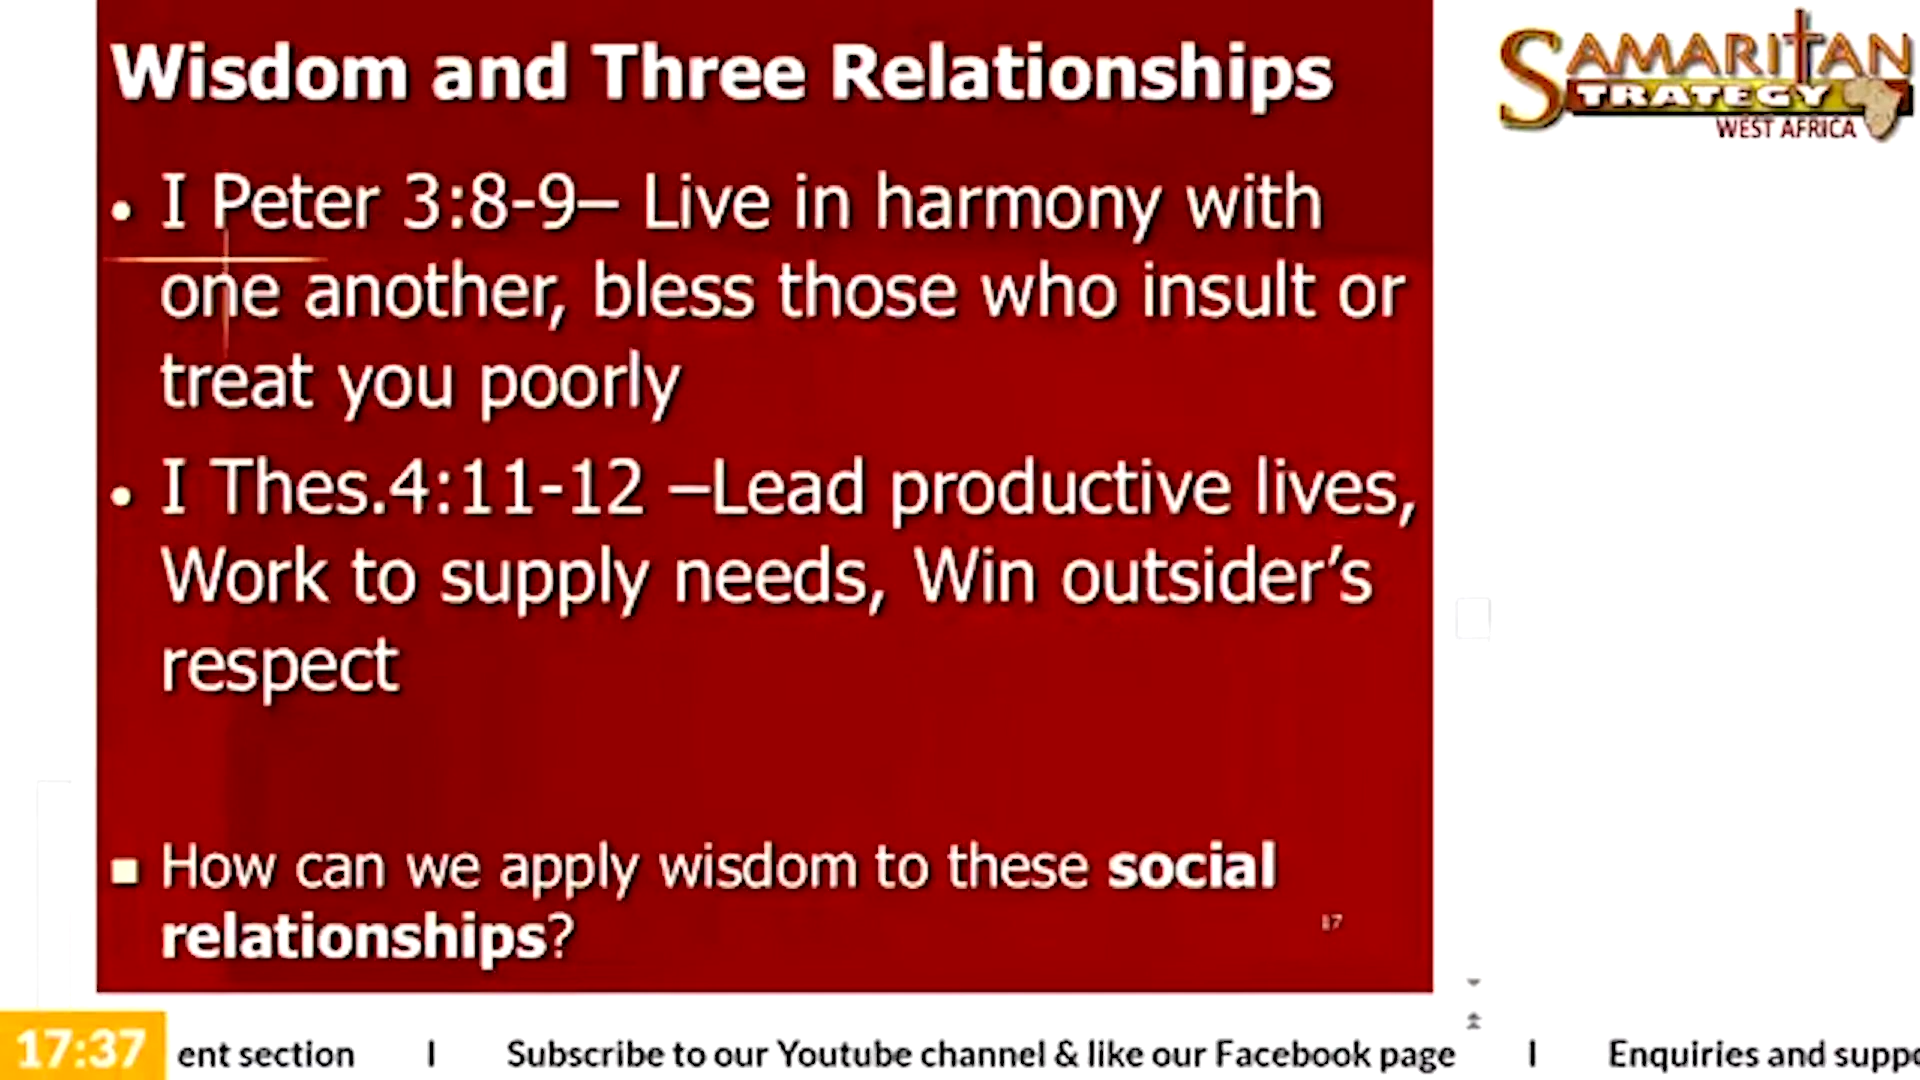 Wisdom and Three Relationships
SAMARITAN
STRATEGY
WEST AFRICA
• I Peter 3:8-9– Live in harmony with
one another, bless those who insult or
treat you poorly
• I Thes.4:11-12 –Lead productive lives,
Work to supply needs, Win outsider’s
respect
■ How can we apply wisdom to these social
relationships?
17
17:37 ent section I Subscribe to our Youtube channel & like our Facebook page I Enquiries and suppo